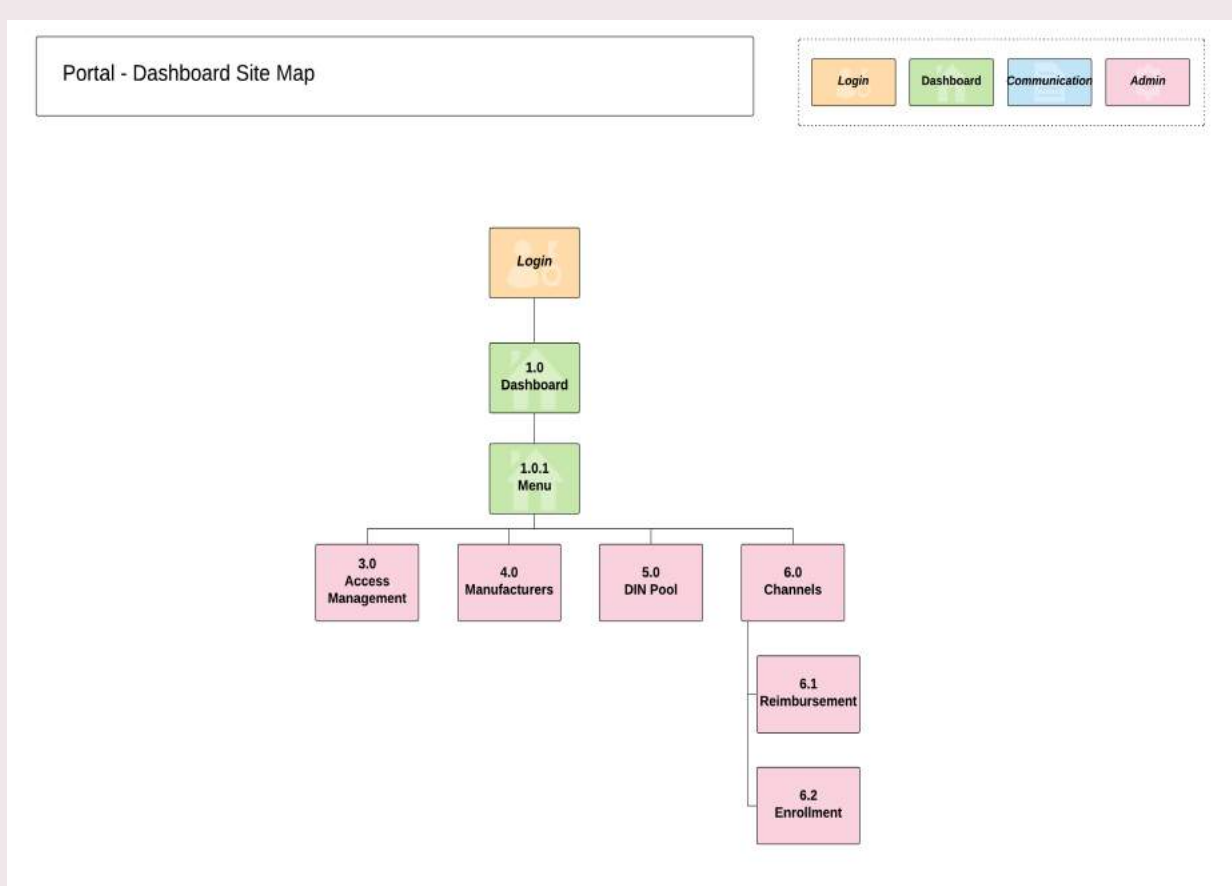 Portal - Dashboard Site Map
Login
Dashboard
Communication
Admin
Login
1.0
Dashboard
1.0.1
Menu
3.0
Access
Management
4.0
Manufacturers
5.0
DIN Pool
6.0
Channels
6.1
Reimbursement
6.2
Enrollment